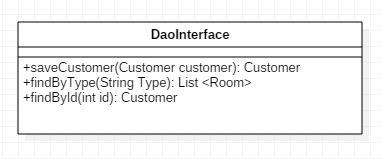 DaoInterface
+saveCustomer(Customer customer): Customer
+findByType(String Type): List <Room>
+findById(int id): Customer